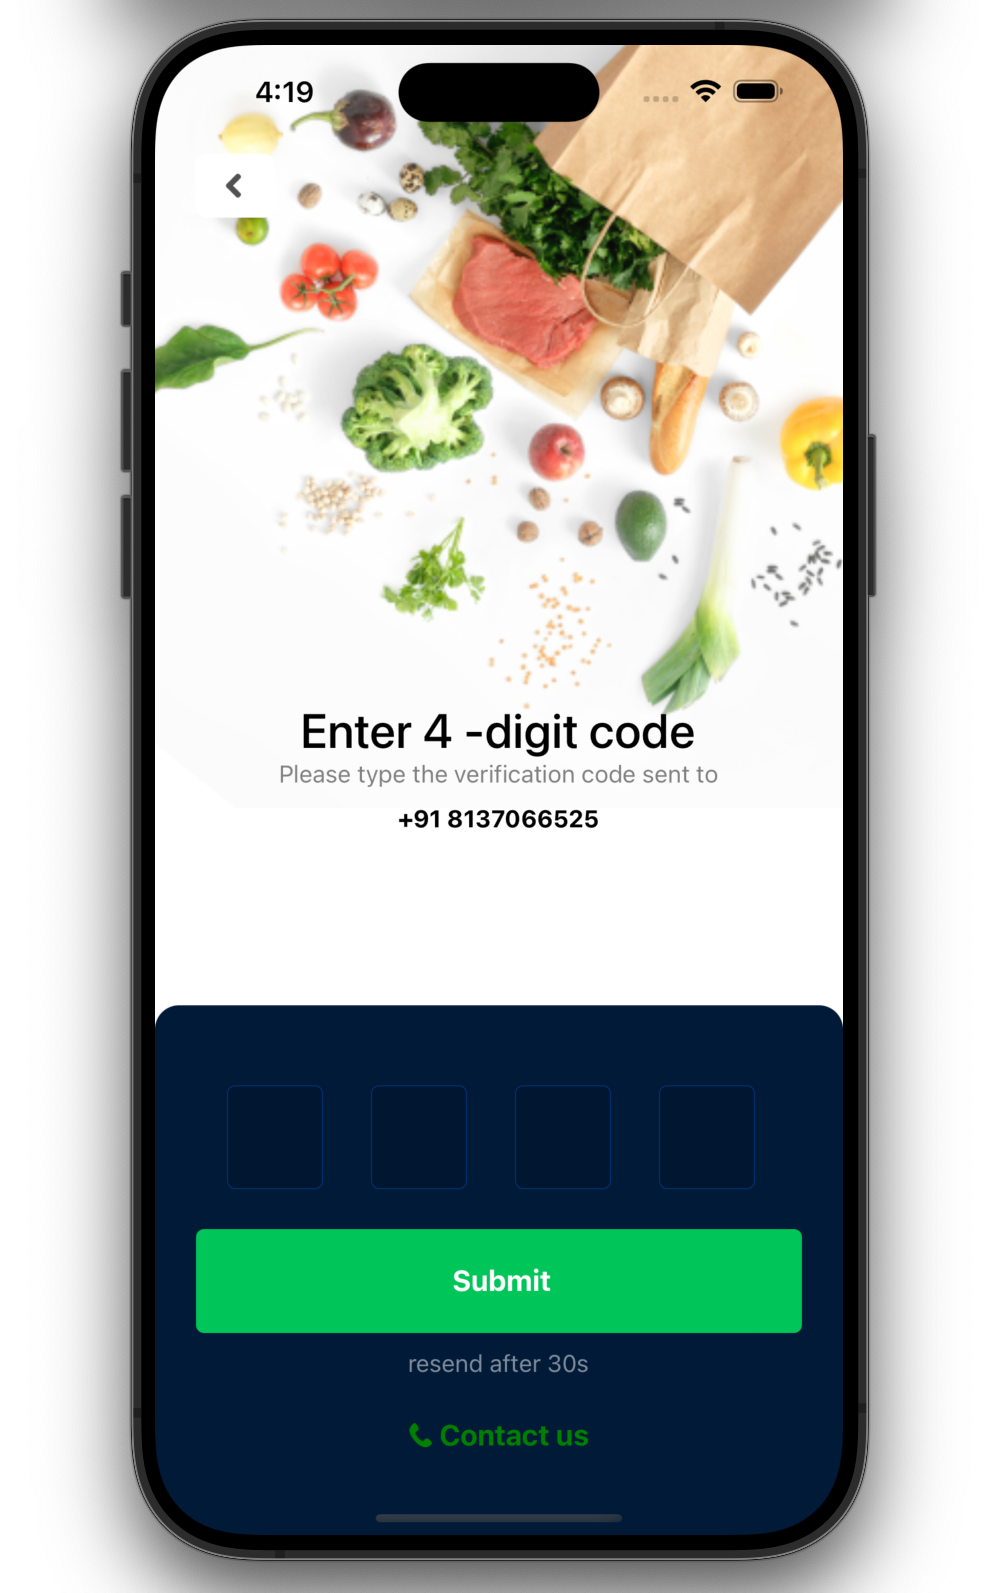 4:19
Enter 4 -digit code
Please type the verification code sent to
+91 8137066525
Submit
resend after 30s
Contact us